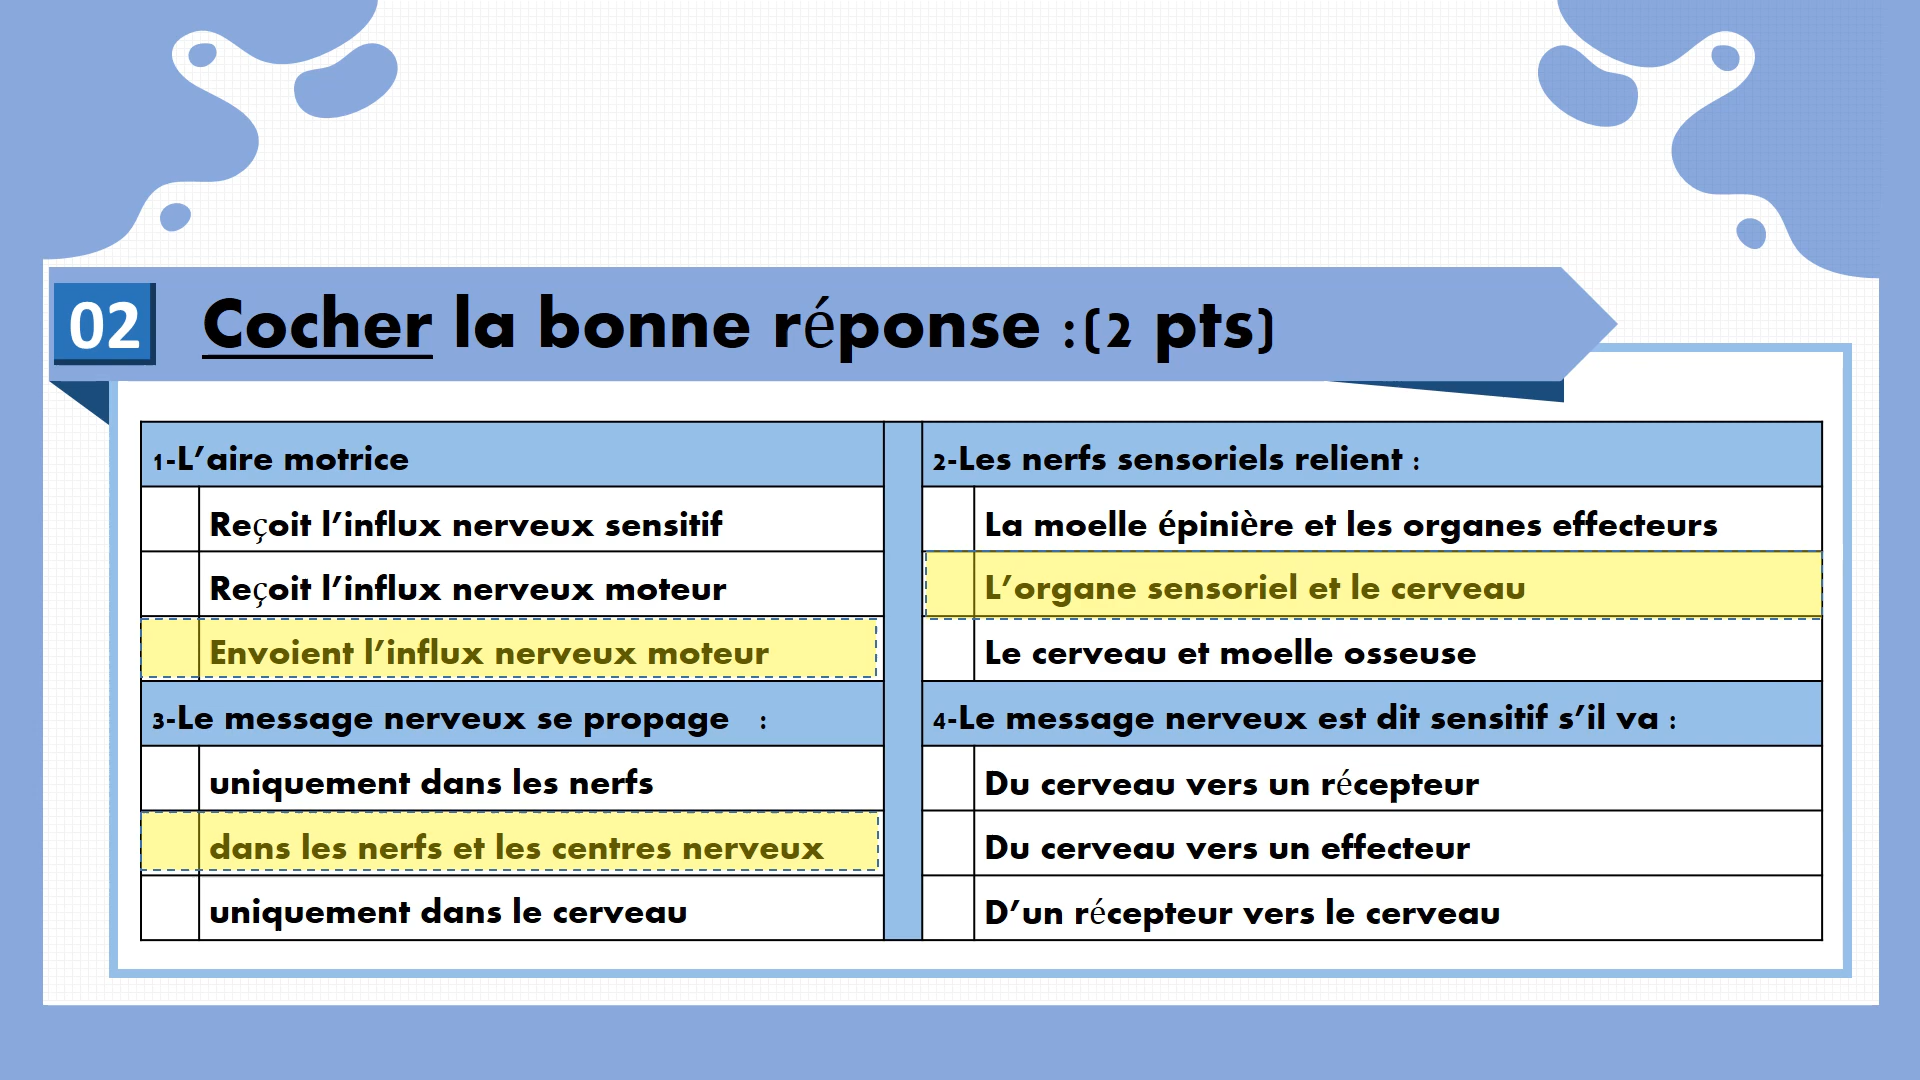 02 Cocher la bonne réponse :(2 pts)
1-L’aire motrice
Reçoit l’influx nerveux sensitif
Reçoit l’influx nerveux moteur
Envoient l’influx nerveux moteur
2-Les nerfs sensoriels relient :
La moelle épinière et les organes effecteurs
L’organe sensoriel et le cerveau
Le cerveau et moelle osseuse
3-Le message nerveux se propage :
uniquement dans les nerfs
dans les nerfs et les centres nerveux
uniquement dans le cerveau
4-Le message nerveux est dit sensitif s’il va :
Du cerveau vers un récepteur
Du cerveau vers un effecteur
D’un récepteur vers le cerveau